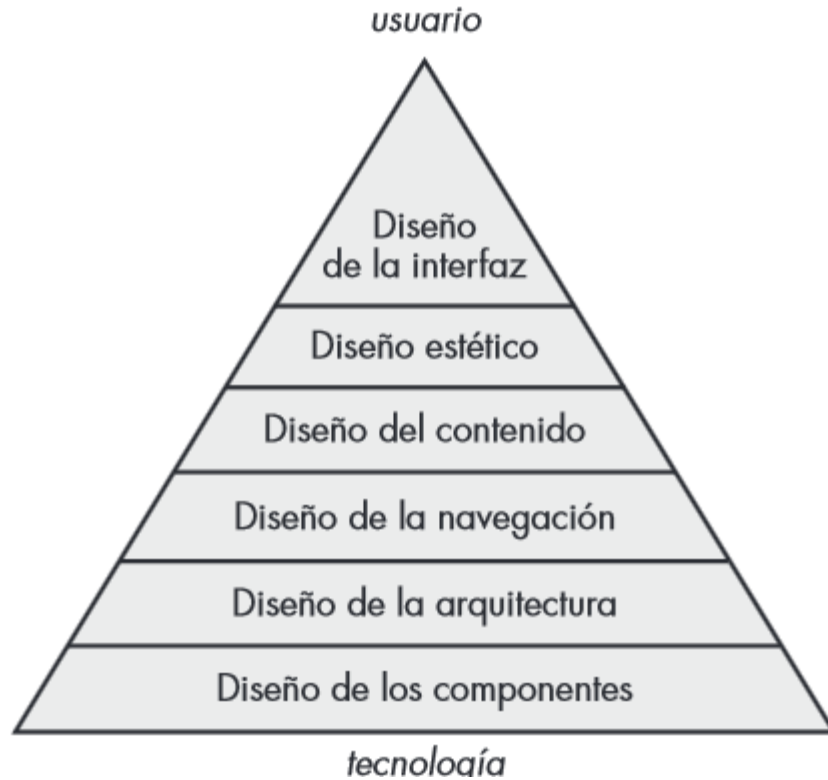 usuario
Diseño
de la interfaz
Diseño estético
Diseño del contenido
Diseño de la navegación
Diseño de la arquitectura
Diseño de los componentes
tecnología